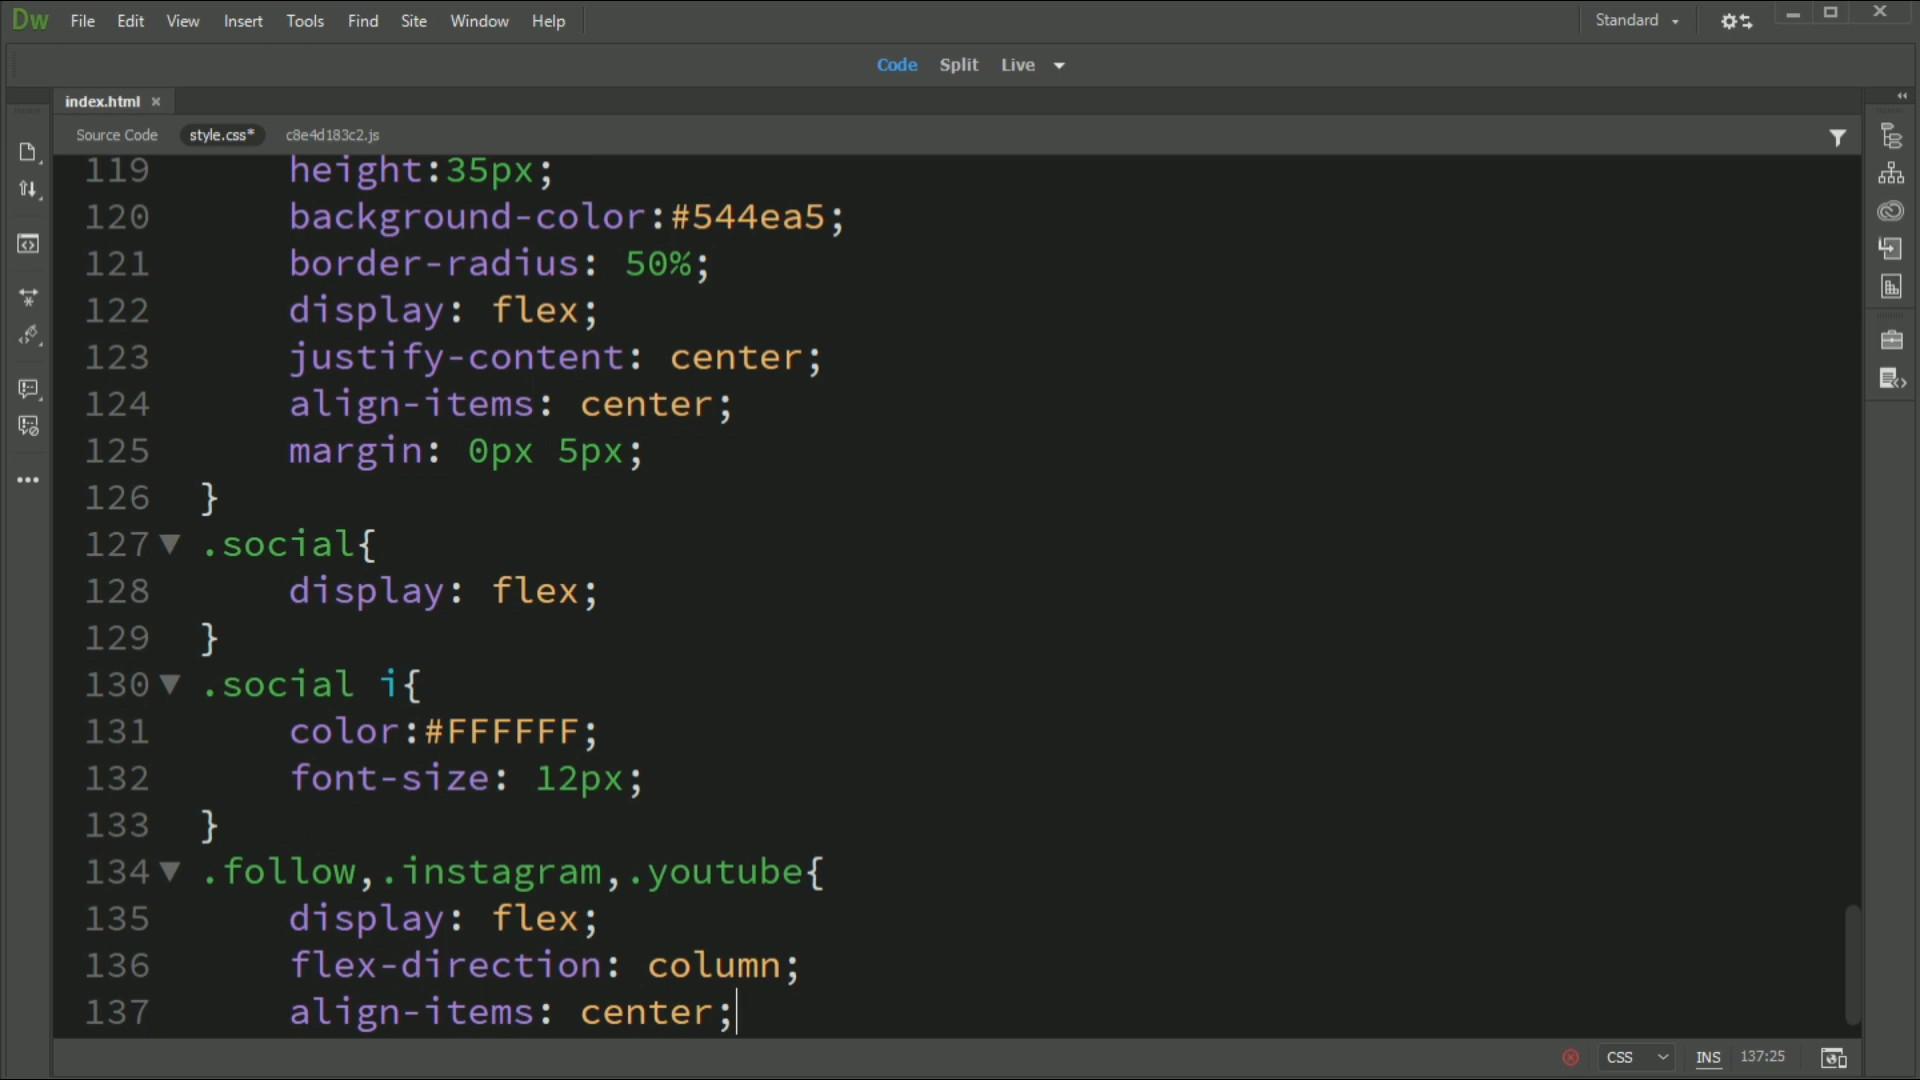 Dw File Edit View Insert Tools Find Site Window Help Standard
Code Split Live
index.html ×
Source Code style.css* c8e4d183c2.js
119 height:35px;
120 background-color:#544ea5;
121 border-radius: 50%;
122 display: flex;
123 justify-content: center;
124 align-items: center;
125 margin: 0px 5px;
126 }
127 .social{
128 display: flex;
129 }
130 .social i{
131 color:#FFFFFF;
132 font-size: 12px;
133 }
134 .follow,.instagram,.youtube{
135 display: flex;
136 flex-direction: column;
137 align-items: center;
CSS INS 137:25